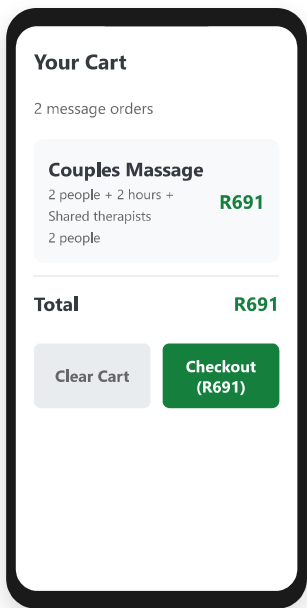 Your Cart
2 message orders
Couples Massage
2 people + 2 hours +
Shared therapists
2 people
R691
Total
R691
Clear Cart
Checkout
(R691)